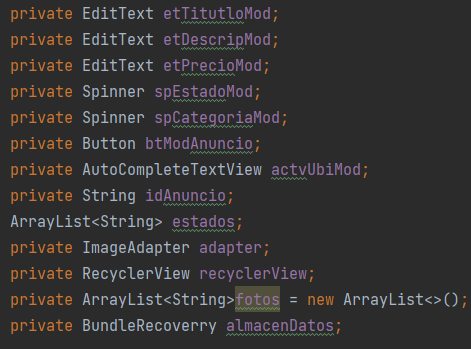 private EditText etTitutloMod;
private EditText etDescripMod;
private EditText etPrecioMod;
private Spinner spEstadoMod;
private Spinner spCategoriaMod;
private Button btModAnuncio;
private AutoCompleteTextView actvUbiMod;
private String idAnuncio;
ArrayList<String> estados;
private ImageAdapter adapter;
private RecyclerView recyclerView;
private ArrayList<String>fotos = new ArrayList<>();
private BundleRecoverry almacenDatos;